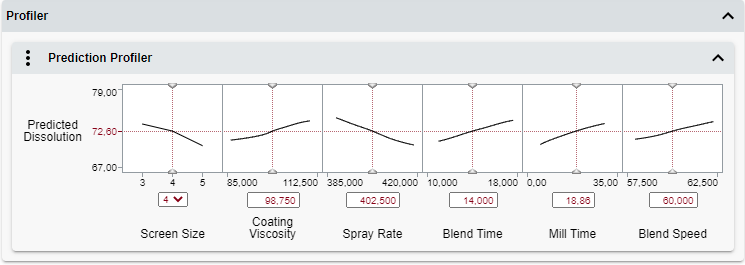 Profiler
Prediction Profiler
79,00
Predicted
Dissolution
72,60
67,00
3 4 5 85,000 112,500 385,000 420,000 10,000 18,000 0,00 35,00 57,500 62,500
4 98,750 402,500 14,000 18,86 60,000
Screen Size
Coating
Viscosity
Spray Rate
Blend Time
Mill Time
Blend Speed